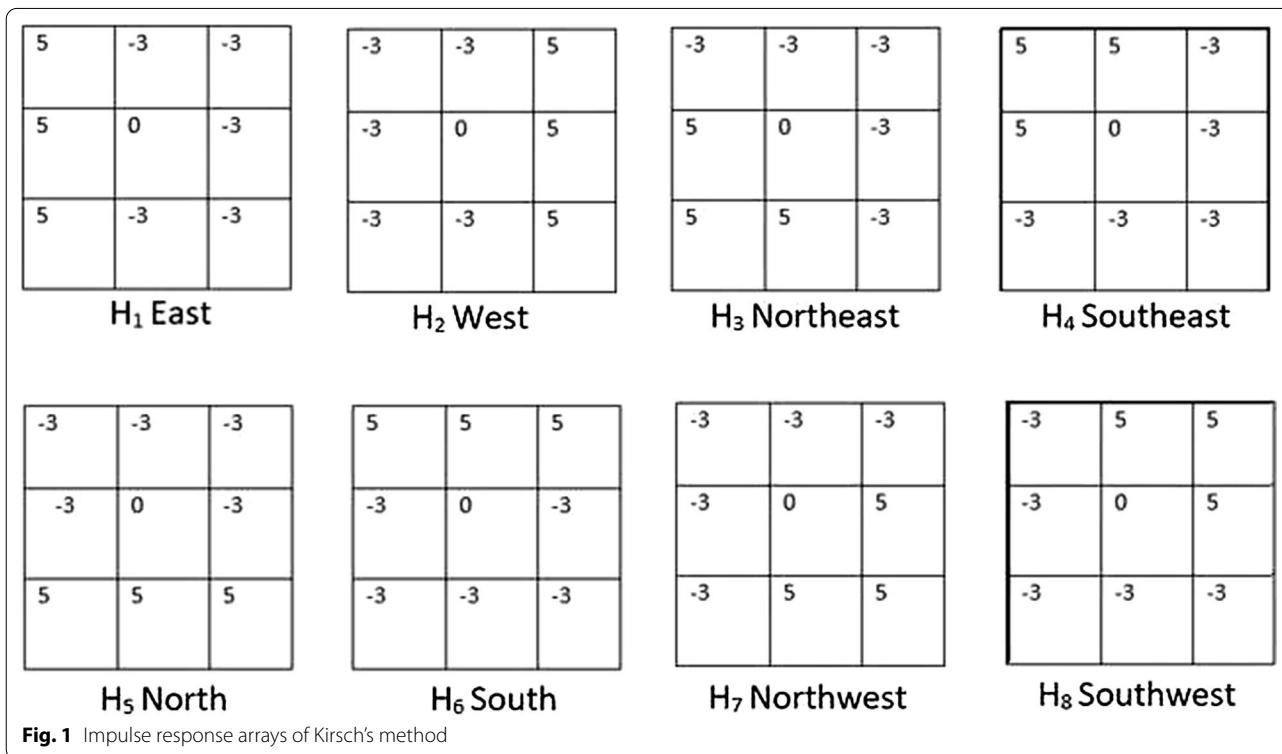 5 -3 -3
5 0 -3
5 -3 -3
H₁ East
-3 -3 5
-3 0 5
-3 -3 5
H₂ West
-3 -3 -3
5 0 -3
5 5 -3
H₃ Northeast
5 5 -3
5 0 -3
-3 -3 -3
H₄ Southeast
-3 -3 -3
-3 0 -3
5 5 5
H₅ North
5 5 5
-3 0 -3
-3 -3 -3
H₆ South
-3 -3 -3
-3 0 5
-3 5 5
H₇ Northwest
-3 5 5
-3 0 5
-3 -3 -3
H₈ Southwest
Fig. 1 Impulse response arrays of Kirsch's method